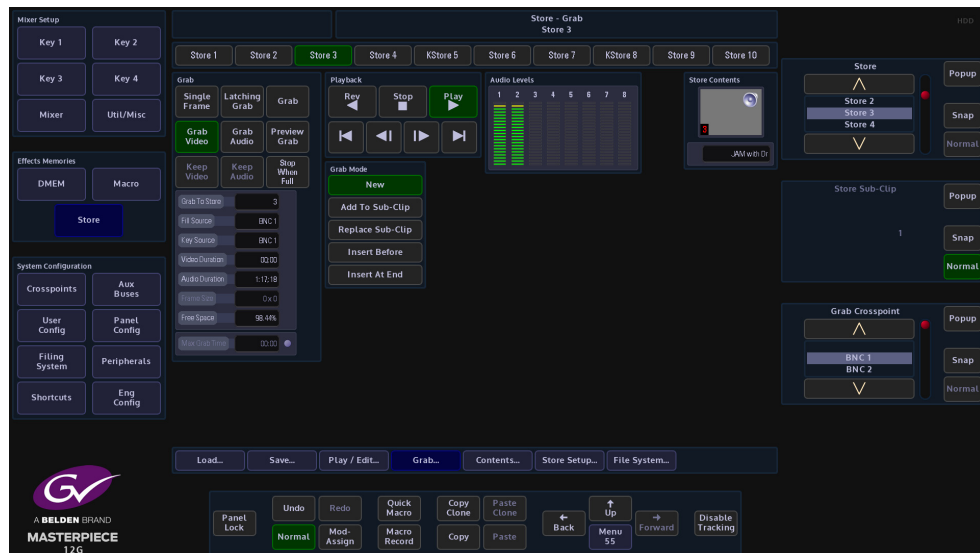 Mixer Setup
Key 1
Key 2
Key 3
Key 4
Mixer
Util/Misc
Effects Memories
DMEM
Macro
Store
System Configuration
Crosspoints
Aux
Buses
User
Config
Panel
Config
Filing
System
Peripherals
Shortcuts
Eng
Config
A BELDEN BRAND
MASTERPIECE
12G
Store - Grab
Store 3
HDD
Store 1
Store 2
Store 3
Store 4
KStore 5
Store 6
Store 7
KStore 8
Store 9
Store 10
Grab
Single
Frame
Latching
Grab
Grab
Grab
Video
Grab
Audio
Preview
Grab
Keep
Video
Keep
Audio
Stop
When
Full
Grab To Store 3
Fill Source BNC 1
Key Source BNC 1
Video Duration 00:00
Audio Duration 1:17:18
Frame Size 0 x 0
Free Space 98.44%
Max Grab Time 00:00
Playback
Rev
Stop
Play
Grab Mode
New
Add To Sub-Clip
Replace Sub-Clip
Insert Before
Insert At End
Audio Levels
1 2 3 4 5 6 7 8
Store Contents
3
JAM with Dr
Store
Store 2
Store 3
Store 4
Popup
Snap
Normal
Store Sub-Clip
1
Popup
Snap
Normal
Grab Crosspoint
BNC 1
BNC 2
Popup
Snap
Normal
Load...
Save...
Play / Edit...
Grab...
Contents...
Store Setup...
File System...
Panel
Lock
Undo
Redo
Normal
Mod-
Assign
Quick
Macro
Macro
Record
Copy
Clone
Paste
Clone
Copy
Paste
Back
Up
Menu
55
Forward
Disable
Tracking